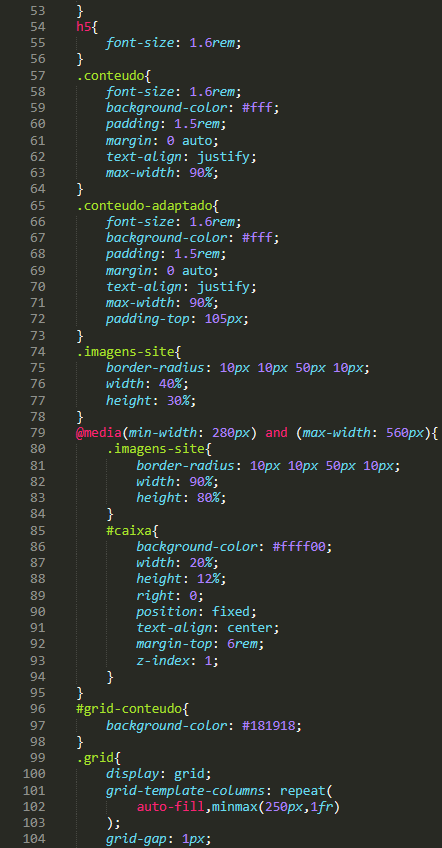 53 }
54 h5{
55 font-size: 1.6rem;
56 }
57 .conteudo{
58 font-size: 1.6rem;
59 background-color: #fff;
60 padding: 1.5rem;
61 margin: 0 auto;
62 text-align: justify;
63 max-width: 90%;
64 }
65 .conteudo-adaptado{
66 font-size: 1.6rem;
67 background-color: #fff;
68 padding: 1.5rem;
69 margin: 0 auto;
70 text-align: justify;
71 max-width: 90%;
72 padding-top: 105px;
73 }
74 .imagens-site{
75 border-radius: 10px 10px 50px 10px;
76 width: 40%;
77 height: 30%;
78 }
79 @media(min-width: 280px) and (max-width: 560px){
80 .imagens-site{
81 border-radius: 10px 10px 50px 10px;
82 width: 90%;
83 height: 80%;
84 }
85 #caixa{
86 background-color: #ffff00;
87 width: 20%;
88 height: 12%;
89 right: 0;
90 position: fixed;
91 text-align: center;
92 margin-top: 6rem;
93 z-index: 1;
94 }
95 }
96 #grid-conteudo{
97 background-color: #181918;
98 }
99 .grid{
100 display: grid;
101 grid-template-columns: repeat(
102 auto-fill,minmax(250px,1fr)
103 );
104 grid-gap: 1px;